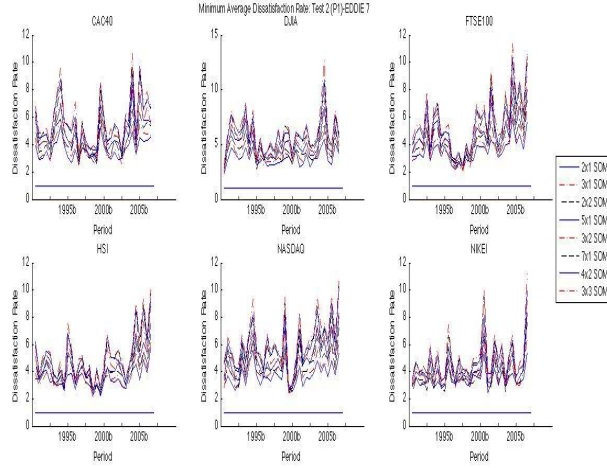 Minimum Average Dissatisfaction Rate: Test 2 (P1)-EDDIE 7
CAC40
DJIA
FTSE100
Dissatisfaction Rate
12
10
8
6
4
2
0
1995b 2000b 2005b
Period
Dissatisfaction Rate
15
10
5
0
1995b 2000b 2005b
Period
Dissatisfaction Rate
12
10
8
6
4
2
0
1995b 2000b 2005b
Period
2x1 SOM
3x1 SOM
2x2 SOM
5x1 SOM
3x2 SOM
7x1 SOM
4x2 SOM
3x3 SOM
HSI
NASDAQ
NIKEI
Dissatisfaction Rate
12
10
8
6
4
2
0
1995b 2000b 2005b
Period
Dissatisfaction Rate
12
10
8
6
4
2
0
1995b 2000b 2005b
Period
Dissatisfaction Rate
12
10
8
6
4
2
0
1995b 2000b 2005b
Period